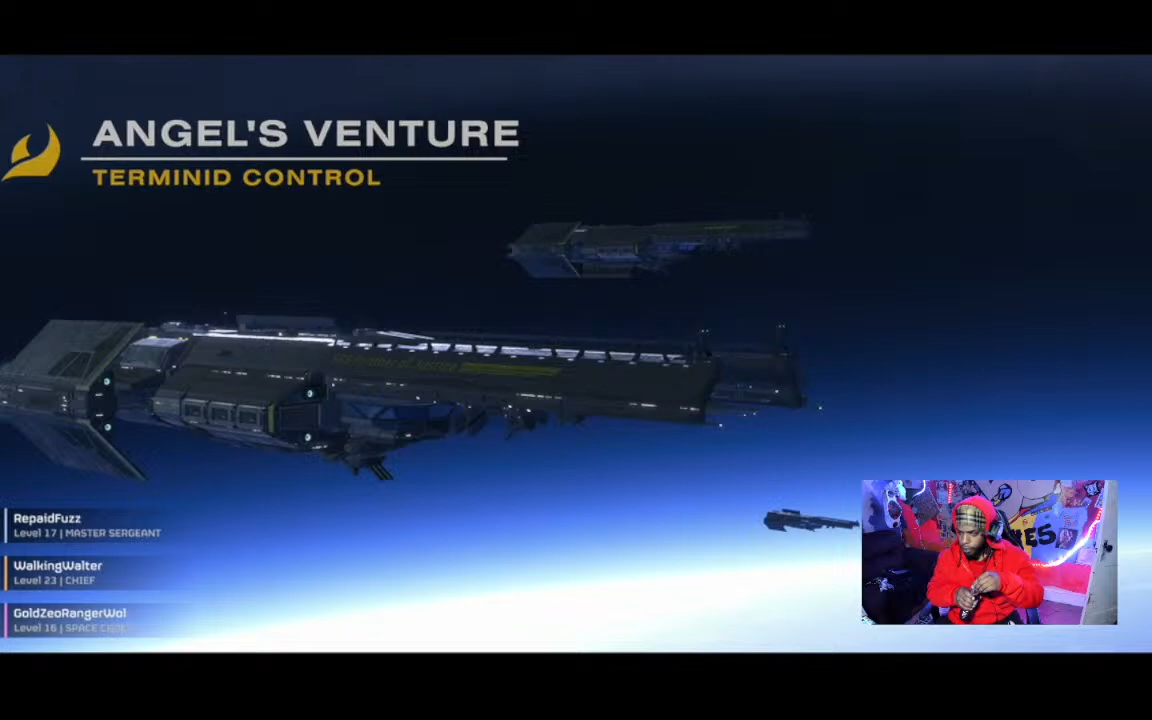 ANGEL'S VENTURE
TERMINID CONTROL
RepaidFuzz
Level 17 | MASTER SERGEANT
WalkingWalter
Level 23 | CHIEF
GoldZeoRangerWol
Level 16 | SPACE